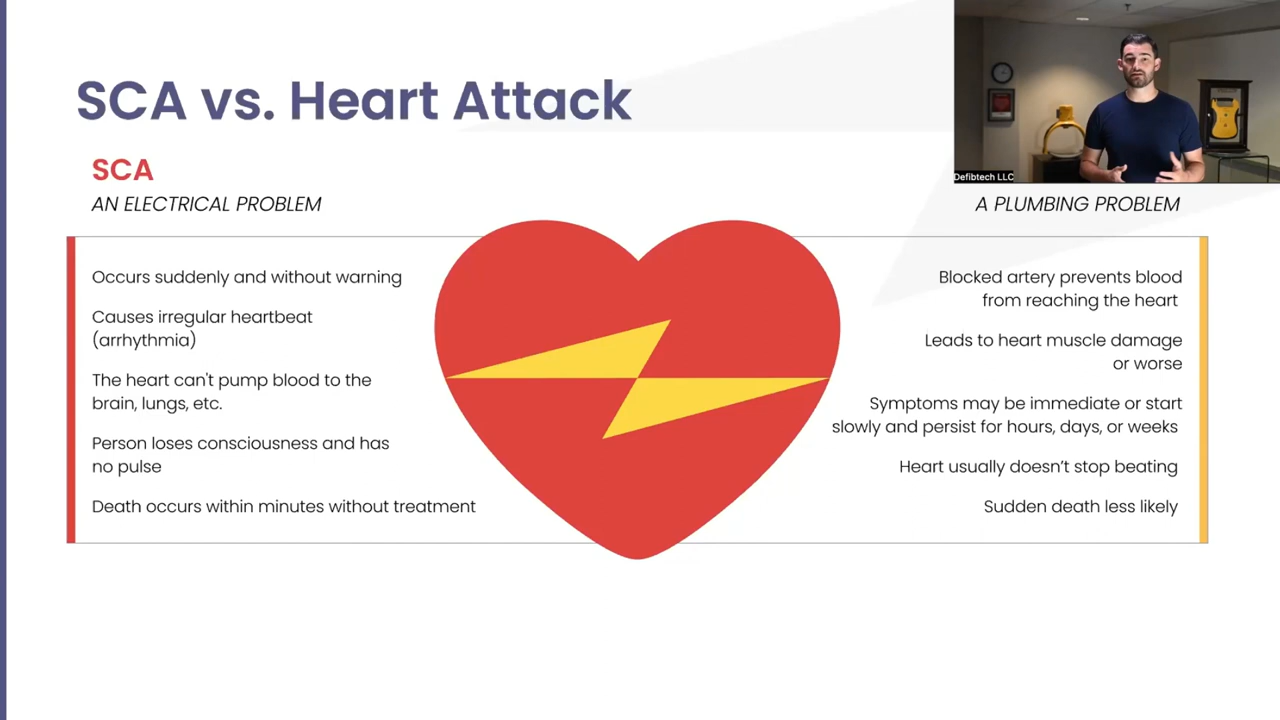 SCA vs. Heart Attack
SCA
AN ELECTRICAL PROBLEM
Occurs suddenly and without warning
Causes irregular heartbeat
(arrhythmia)
The heart can't pump blood to the
brain, lungs, etc.
Person loses consciousness and has
no pulse
Death occurs within minutes without treatment
Defibtech LLC
A PLUMBING PROBLEM
Blocked artery prevents blood
from reaching the heart
Leads to heart muscle damage
or worse
Symptoms may be immediate or start
slowly and persist for hours, days, or weeks
Heart usually doesn’t stop beating
Sudden death less likely